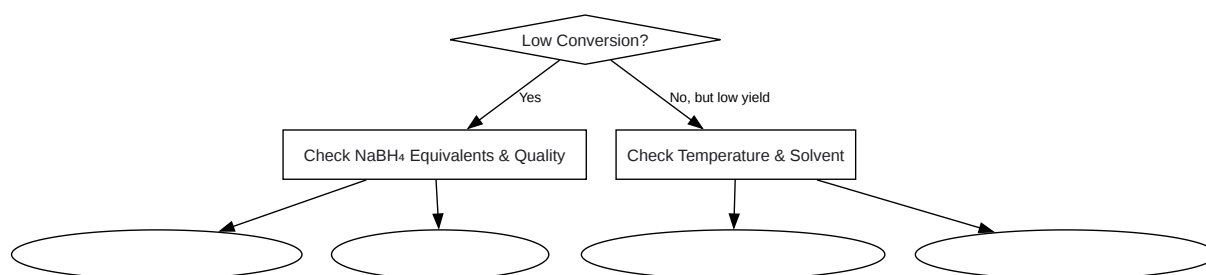 Low Conversion?
Yes
No, but low yield
Check NaBH₄ Equivalents & Quality
Check Temperature & Solvent